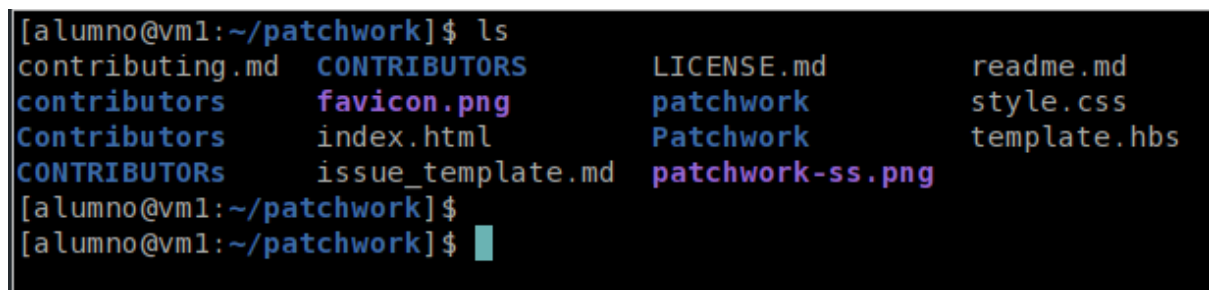 [alumno@vm1:~/patchwork]$ ls
contributing.md  CONTRIBUTORS       LICENSE.md        readme.md
contributors     favicon.png        patchwork         style.css
Contributors     index.html         Patchwork         template.hbs
CONTRIBUTORs     issue_template.md  patchwork-ss.png
[alumno@vm1:~/patchwork]$
[alumno@vm1:~/patchwork]$